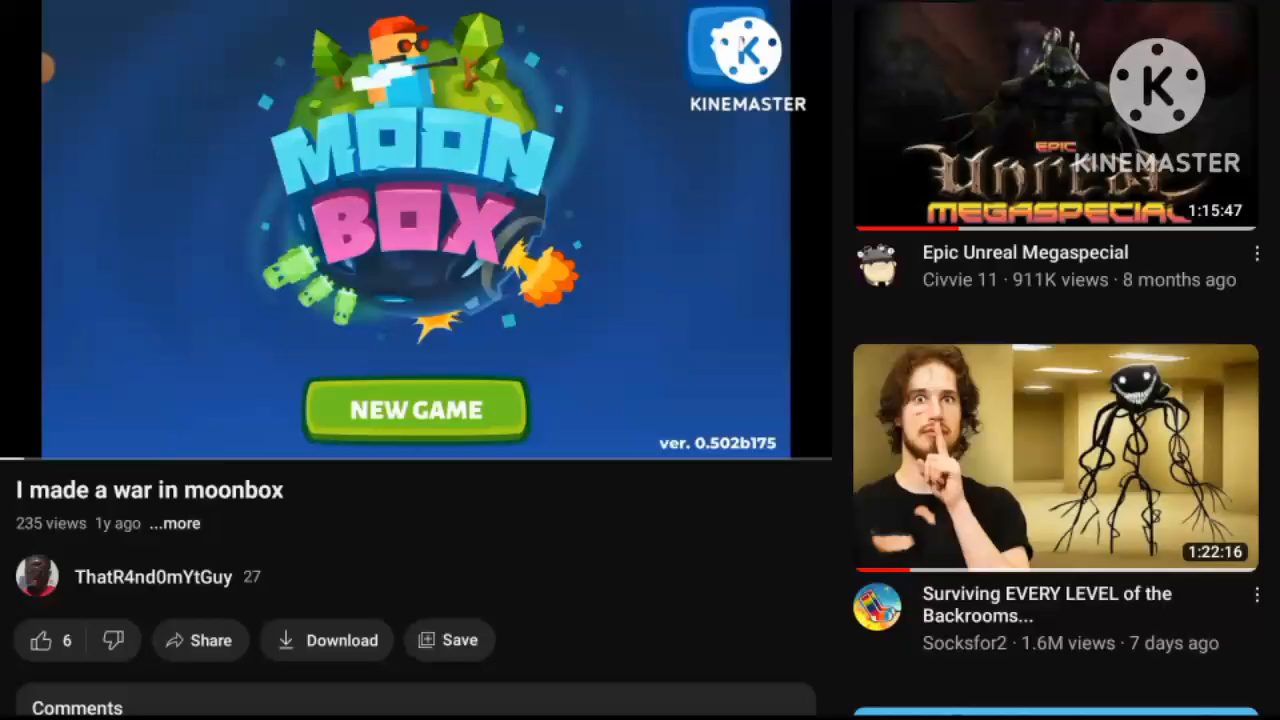 MOON
BOX
KINEMASTER
NEW GAME
ver. 0.502b175
I made a war in moonbox
235 views 1y ago ...more
ThatR4nd0mYtGuy 27
6
Share
Download
Save
Comments
K
KINEMASTER
EPIC
Unreal
MEGASPECIAL
1:15:47
Epic Unreal Megaspecial
Civvie 11 · 911K views · 8 months ago
1:22:16
Surviving EVERY LEVEL of the
Backrooms...
Socksfor2 · 1.6M views · 7 days ago